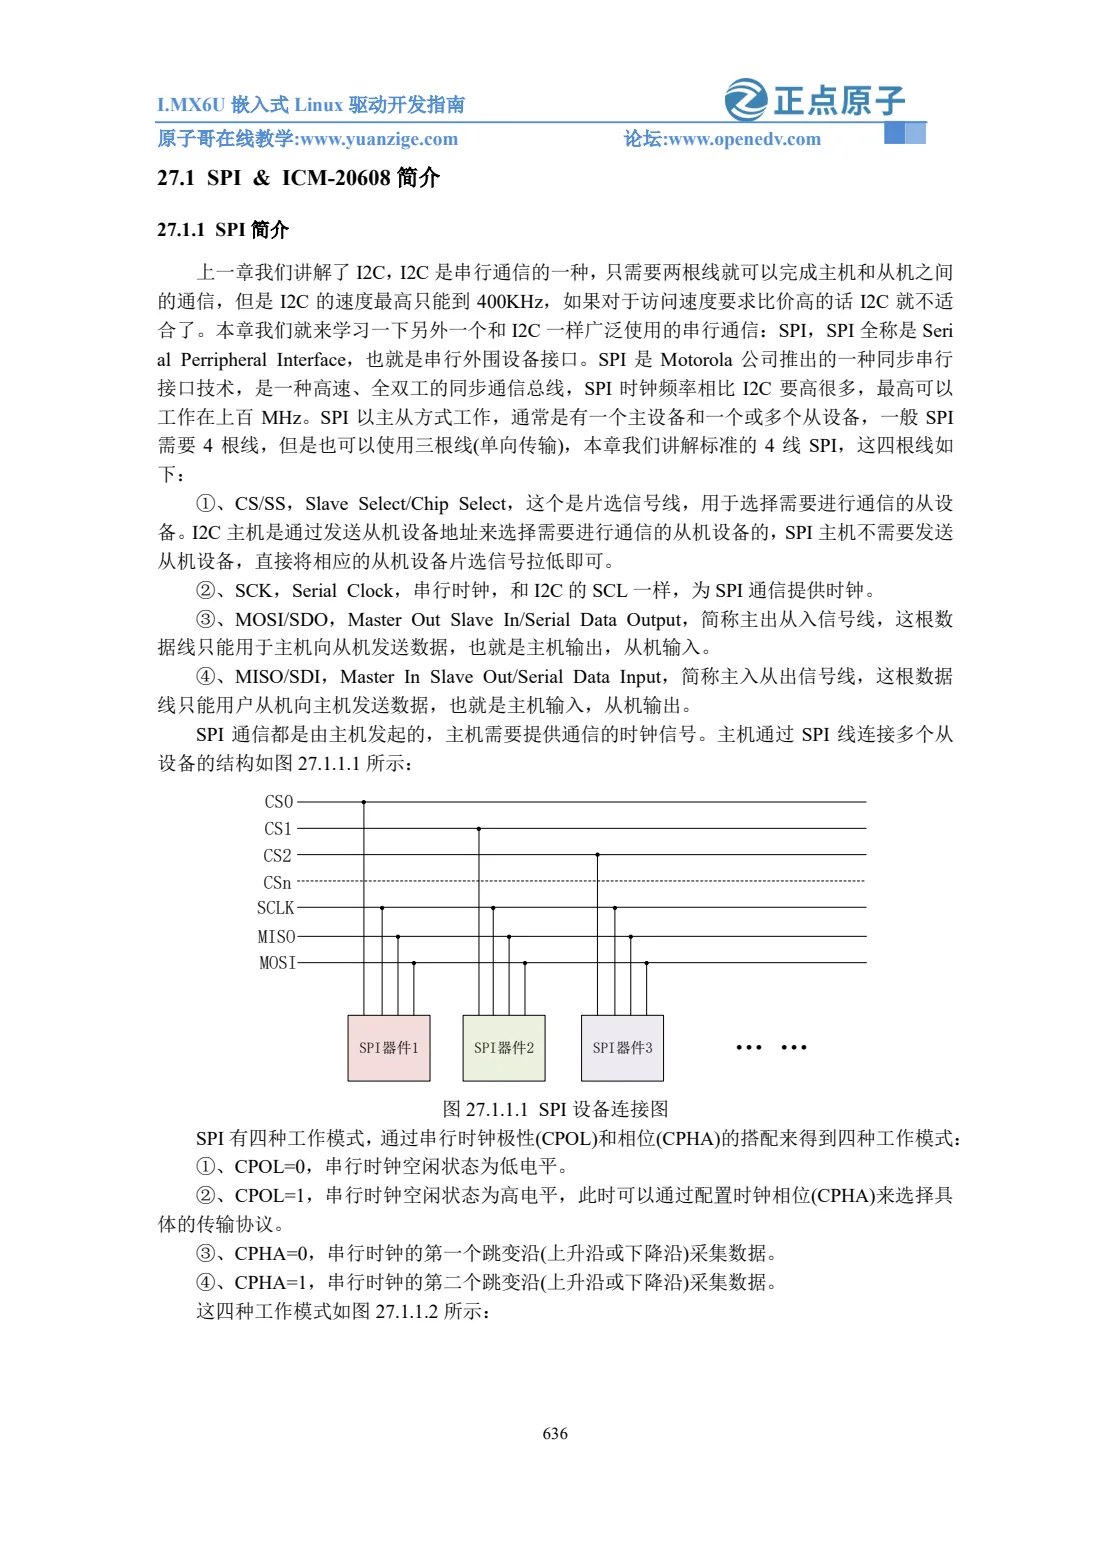 I.MX6U 嵌入式 Linux 驱动开发指南
正点原子
原子哥在线教学:www.yuanzige.com 论坛:www.openedv.com
27.1 SPI & ICM-20608 简介
27.1.1 SPI 简介
上一章我们讲解了 I2C，I2C 是串行通信的一种，只需要两根线就可以完成主机和从机之间
的通信，但是 I2C 的速度最高只能到 400KHz，如果对于访问速度要求比价高的话 I2C 就不适
合了。本章我们就来学习一下另外一个和 I2C 一样广泛使用的串行通信：SPI，SPI 全称是 Seri
al Perripheral Interface，也就是串行外围设备接口。SPI 是 Motorola 公司推出的一种同步串行
接口技术，是一种高速、全双工的同步通信总线，SPI 时钟频率相比 I2C 要高很多，最高可以
工作在上百 MHz。SPI 以主从方式工作，通常是有一个主设备和一个或多个从设备，一般 SPI
需要 4 根线，但是也可以使用三根线(单向传输)，本章我们讲解标准的 4 线 SPI，这四根线如
下：
①、CS/SS，Slave Select/Chip Select，这个是片选信号线，用于选择需要进行通信的从设
备。I2C 主机是通过发送从机设备地址来选择需要进行通信的从机设备的，SPI 主机不需要发送
从机设备，直接将相应的从机设备片选信号拉低即可。
②、SCK，Serial Clock，串行时钟，和 I2C 的 SCL 一样，为 SPI 通信提供时钟。
③、MOSI/SDO，Master Out Slave In/Serial Data Output，简称主出从入信号线，这根数
据线只能用于主机向从机发送数据，也就是主机输出，从机输入。
④、MISO/SDI，Master In Slave Out/Serial Data Input，简称主入从出信号线，这根数据
线只能用户从机向主机发送数据，也就是主机输入，从机输出。
SPI 通信都是由主机发起的，主机需要提供通信的时钟信号。主机通过 SPI 线连接多个从
设备的结构如图 27.1.1.1 所示：
CS0
CS1
CS2
CSn
SCLK
MISO
MOSI
SPI器件1 SPI器件2 SPI器件3 … …
图 27.1.1.1 SPI 设备连接图
SPI 有四种工作模式，通过串行时钟极性(CPOL)和相位(CPHA)的搭配来得到四种工作模式：
①、CPOL=0，串行时钟空闲状态为低电平。
②、CPOL=1，串行时钟空闲状态为高电平，此时可以通过配置时钟相位(CPHA)来选择具
体的传输协议。
③、CPHA=0，串行时钟的第一个跳变沿(上升沿或下降沿)采集数据。
④、CPHA=1，串行时钟的第二个跳变沿(上升沿或下降沿)采集数据。
这四种工作模式如图 27.1.1.2 所示：
636